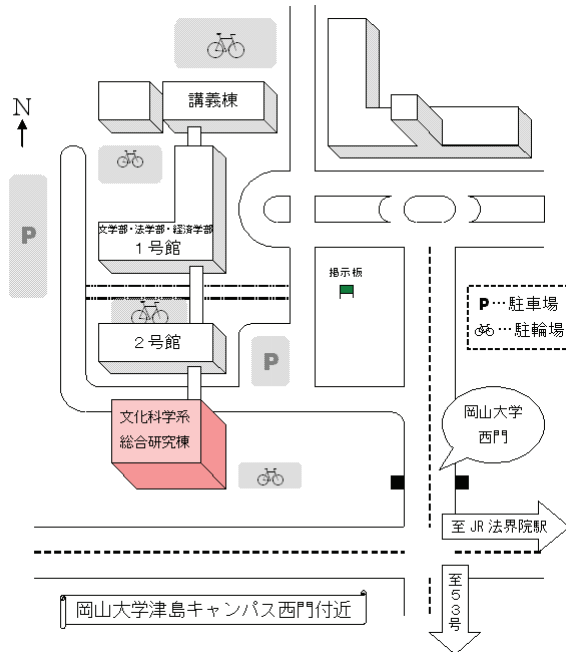 講義棟
N
P
文学部・法学部・経済学部
1号館
掲示板
P…駐車場
…駐輪場
2号館
P
岡山大学
西門
文化科学系
総合研究棟
至JR法界院駅
至53号
岡山大学津島キャンパス西門付近